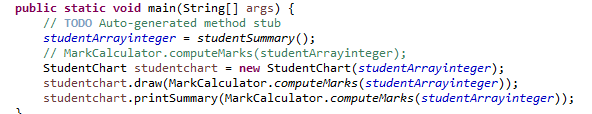 public static void main(String[] args) {
// TODO Auto-generated method stub
studentArrayinteger = studentSummary();
// MarkCalculator.computeMarks(studentArrayinteger);
StudentChart studentchart = new StudentChart(studentArrayinteger);
studentchart.draw(MarkCalculator.computeMarks(studentArrayinteger));
studentchart.printSummary(MarkCalculator.computeMarks(studentArrayinteger));
}